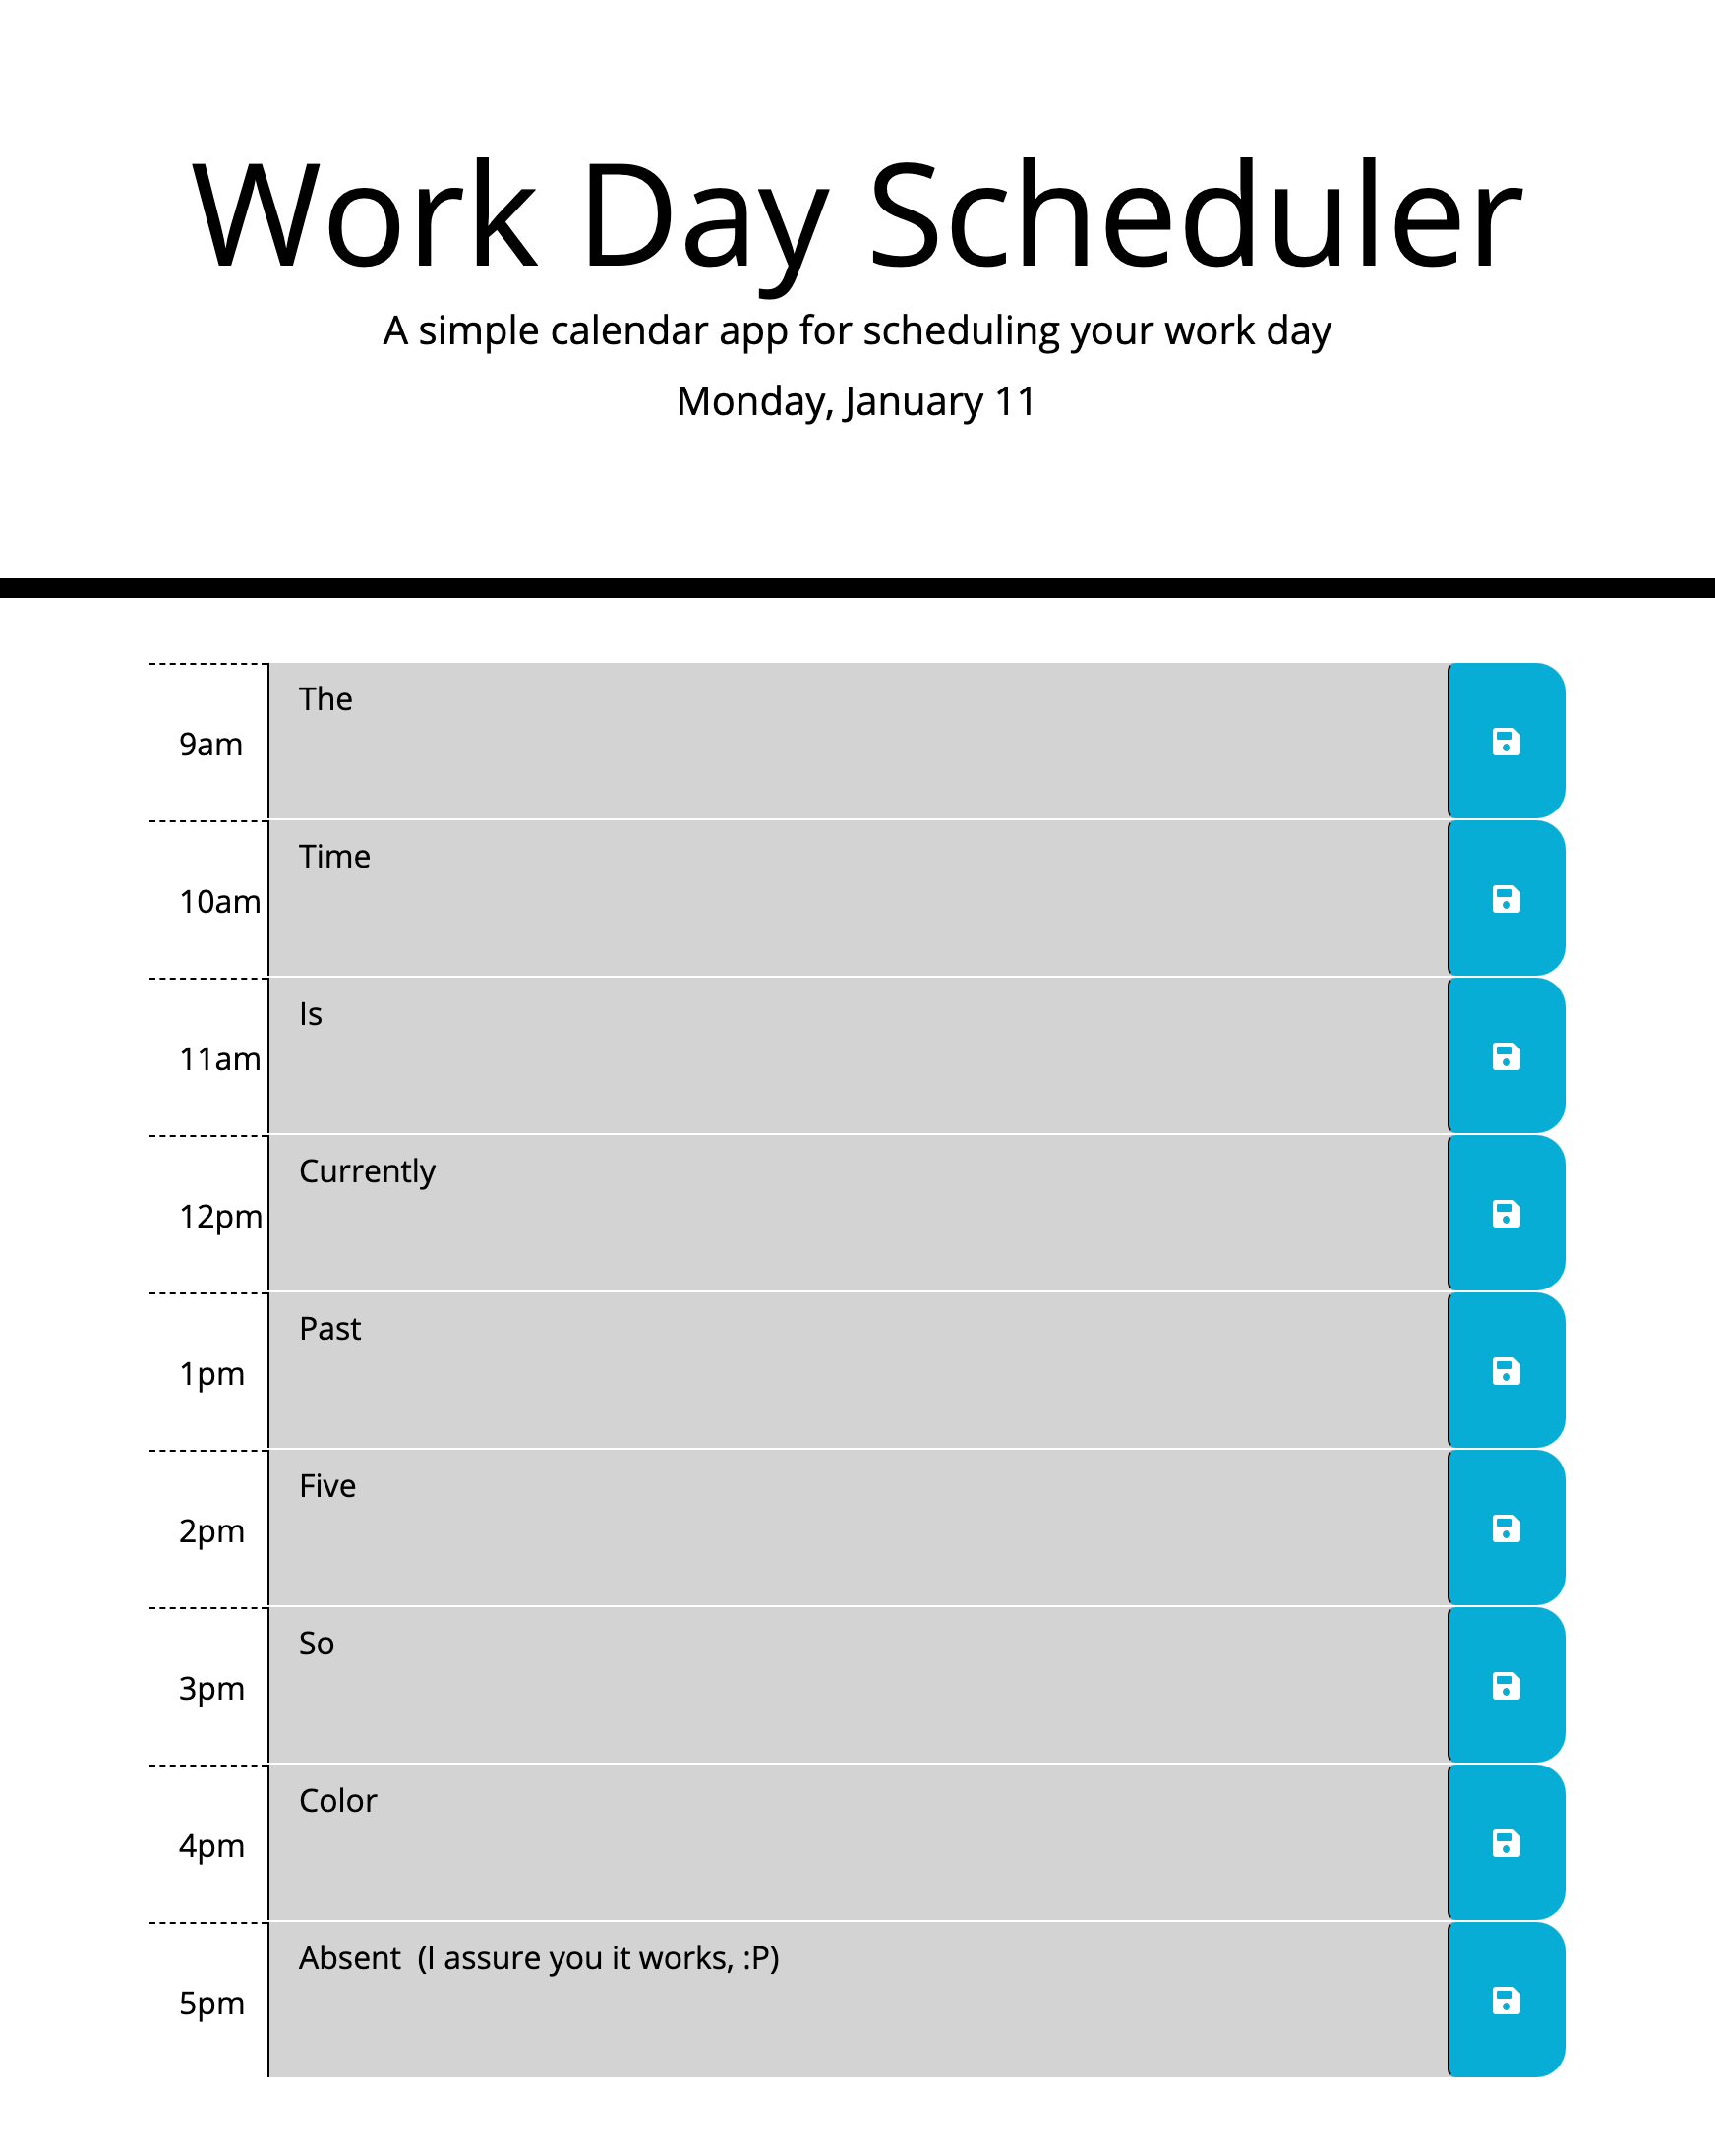 Work Day Scheduler
A simple calendar app for scheduling your work day
Monday, January 11
The
9am
Time
10am
Is
11am
Currently
12pm
Past
1pm
Five
2pm
So
3pm
Color
4pm
Absent  (I assure you it works, :P)
5pm